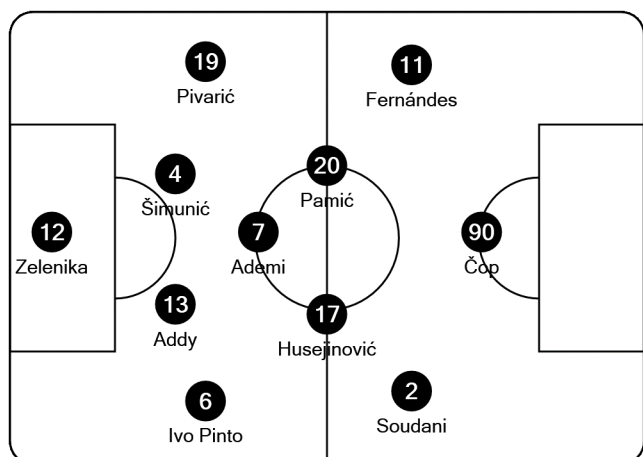 19
Pivarić
11
Fernándes
4
Šimunić
20
Pamić
12
Zelenika
7
Ademi
90
Čop
13
Addy
17
Husejinović
6
Ivo Pinto
2
Soudani